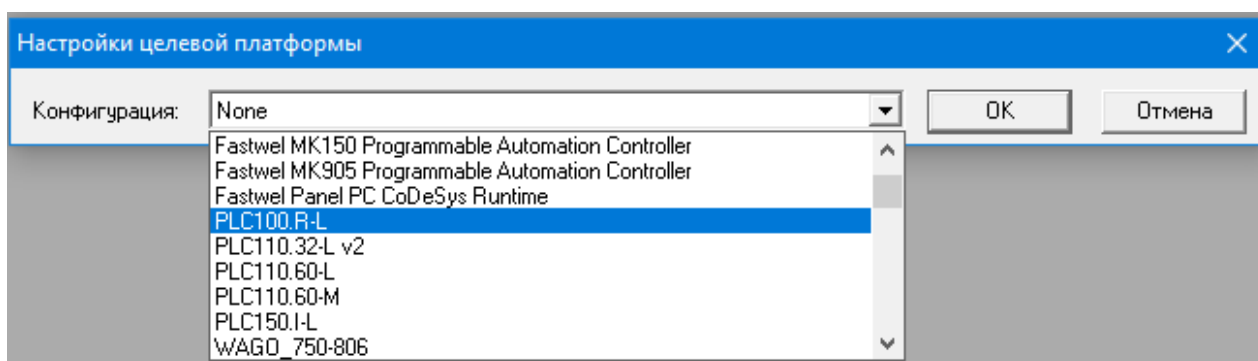 Настройки целевой платформы
Конфигурация: None OK Отмена
Fastwel MK150 Programmable Automation Controller
Fastwel MK905 Programmable Automation Controller
Fastwel Panel PC CoDeSys Runtime
PLC100.R-L
PLC110.32-L v2
PLC110.60-L
PLC110.60-M
PLC150.I-L
WAGO_750-806